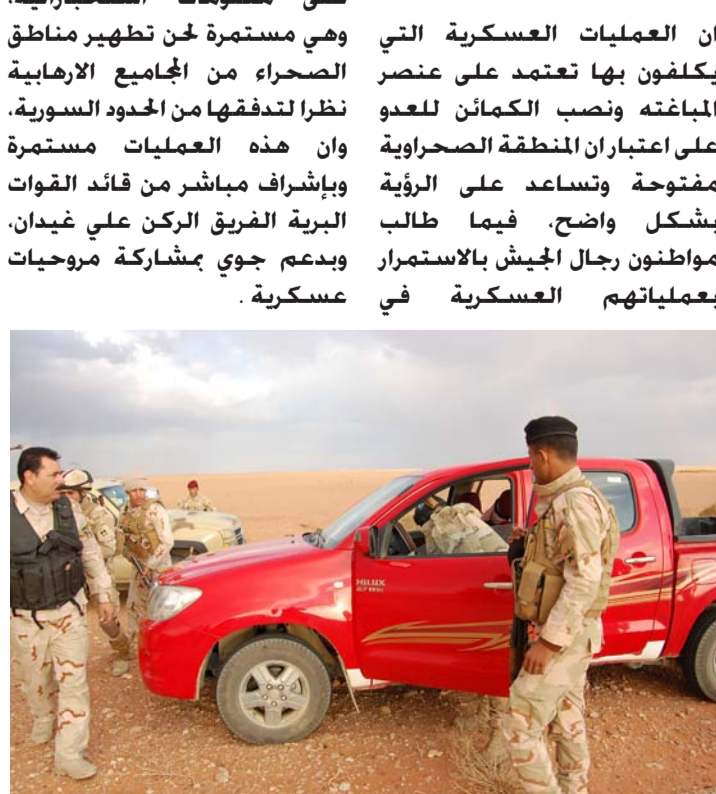 ان العمليات العسكرية التي
يكلفون بها تعتمد على عنصر
المباغته ونصب الكمائن للعدو
على اعتبار ان المنطقة الصحراوية
مفتوحة وتساعد على الرؤية
بشكل واضح، فيما طالب
مواطنون رجال الجيش بالاستمرار
بعملياتهم العسكرية في
وهي مستمرة لحن تطهير مناطق
الصحراء من المجاميع الارهابية
نظرا لتدفقها من الحدود السورية،
وان هذه العمليات مستمرة
وبإشراف مباشر من قائد القوات
البرية الفريق الركن علي غيدان،
وبدعم جوي بمشاركة مروحيات
عسكرية .
HILUX